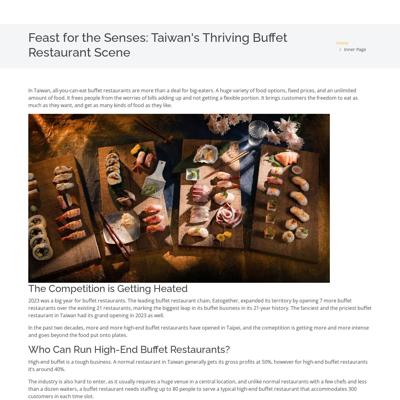 Feast for the Senses: Taiwan's Thriving Buffet
Restaurant Scene
Home
/ Inner Page
In Taiwan, all-you-can-eat buffet restaurants are more than a deal for big-eaters. A huge variety of food options, fixed prices, and an unlimited
amount of food. It frees people from the worries of bills adding up and not getting a flexible portion. It brings customers the freedom to eat as
much as they want, and get as many kinds of food as they like.
The Competition is Getting Heated
2023 was a big year for buffet restaurants. The leading buffet restaurant chain, Eatogether, expanded its territory by opening 7 more buffet
restaurants over the existing 21 restaurants, marking the biggest leap in its buffet business in its 21-year history. The fanciest and the priciest buffet
restaurant in Taiwan had its grand opening in 2023 as well.
In the past two decades, more and more high-end buffet restaurants have opened in Taipei, and the competition is getting more and more intense
and goes beyond the food put onto plates.
Who Can Run High-End Buffet Restaurants?
High-end buffet is a tough business. A normal restaurant in Taiwan generally gets its gross profits at 50%, however for high-end buffet restaurants
it's around 40%.
The industry is also hard to enter, as it usually requires a huge venue in a central location, and unlike normal restaurants with a few chefs and less
than a dozen waiters, a buffet restaurant needs staffing up to 80 people to serve a typical high-end buffet restaurant that accommodates 300
customers in each time slot.